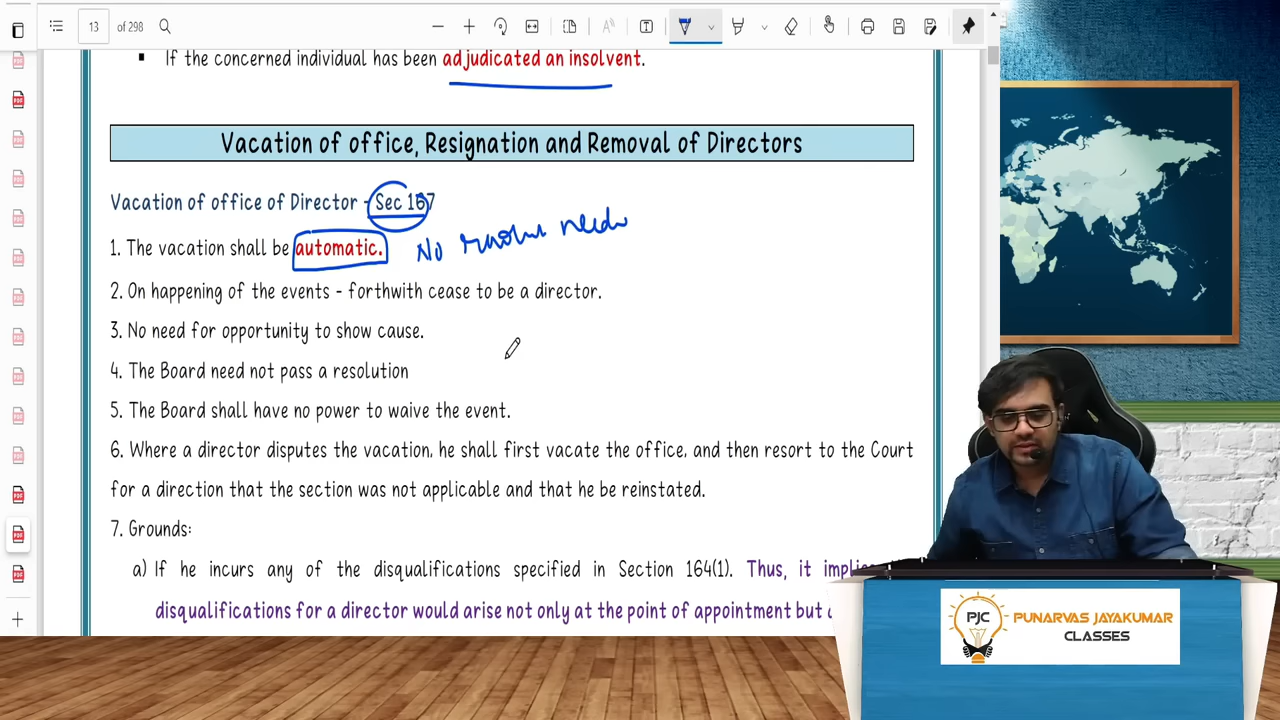 13 of 298
If the concerned individual has been adjudicated an insolvent.
Vacation of office, Resignation and Removal of Directors
Vacation of office of Director - Sec 167
1. The vacation shall be automatic. No needed
2. On happening of the events - forthwith cease to be a director.
3. No need for opportunity to show cause.
4. The Board need not pass a resolution
5. The Board shall have no power to waive the event.
6. Where a director disputes the vacation, he shall first vacate the office, and then resort to the Court
for a direction that the section was not applicable and that he be reinstated.
7. Grounds:
a) If he incurs any of the disqualifications specified in Section 164(1). Thus, it
disqualifications for a director would arise not only at the point of appointment but
PJC
PUNARVAS JAYAKUMAR
CLASSES